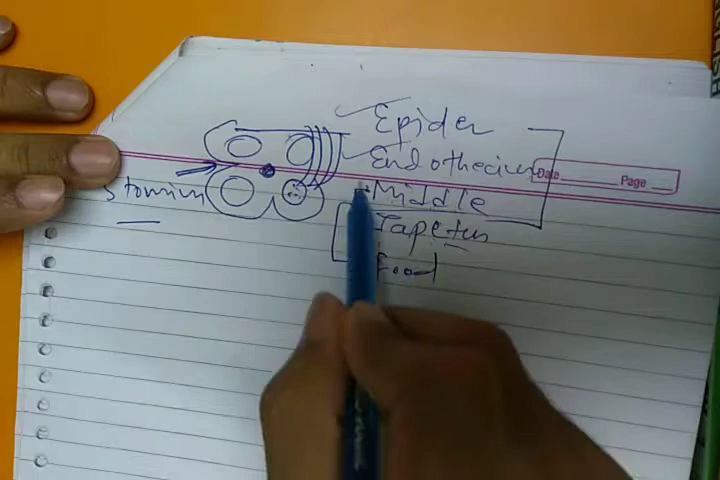 Epider
Endothecium
Date Page
Middle
Stomium
Tapetum
food